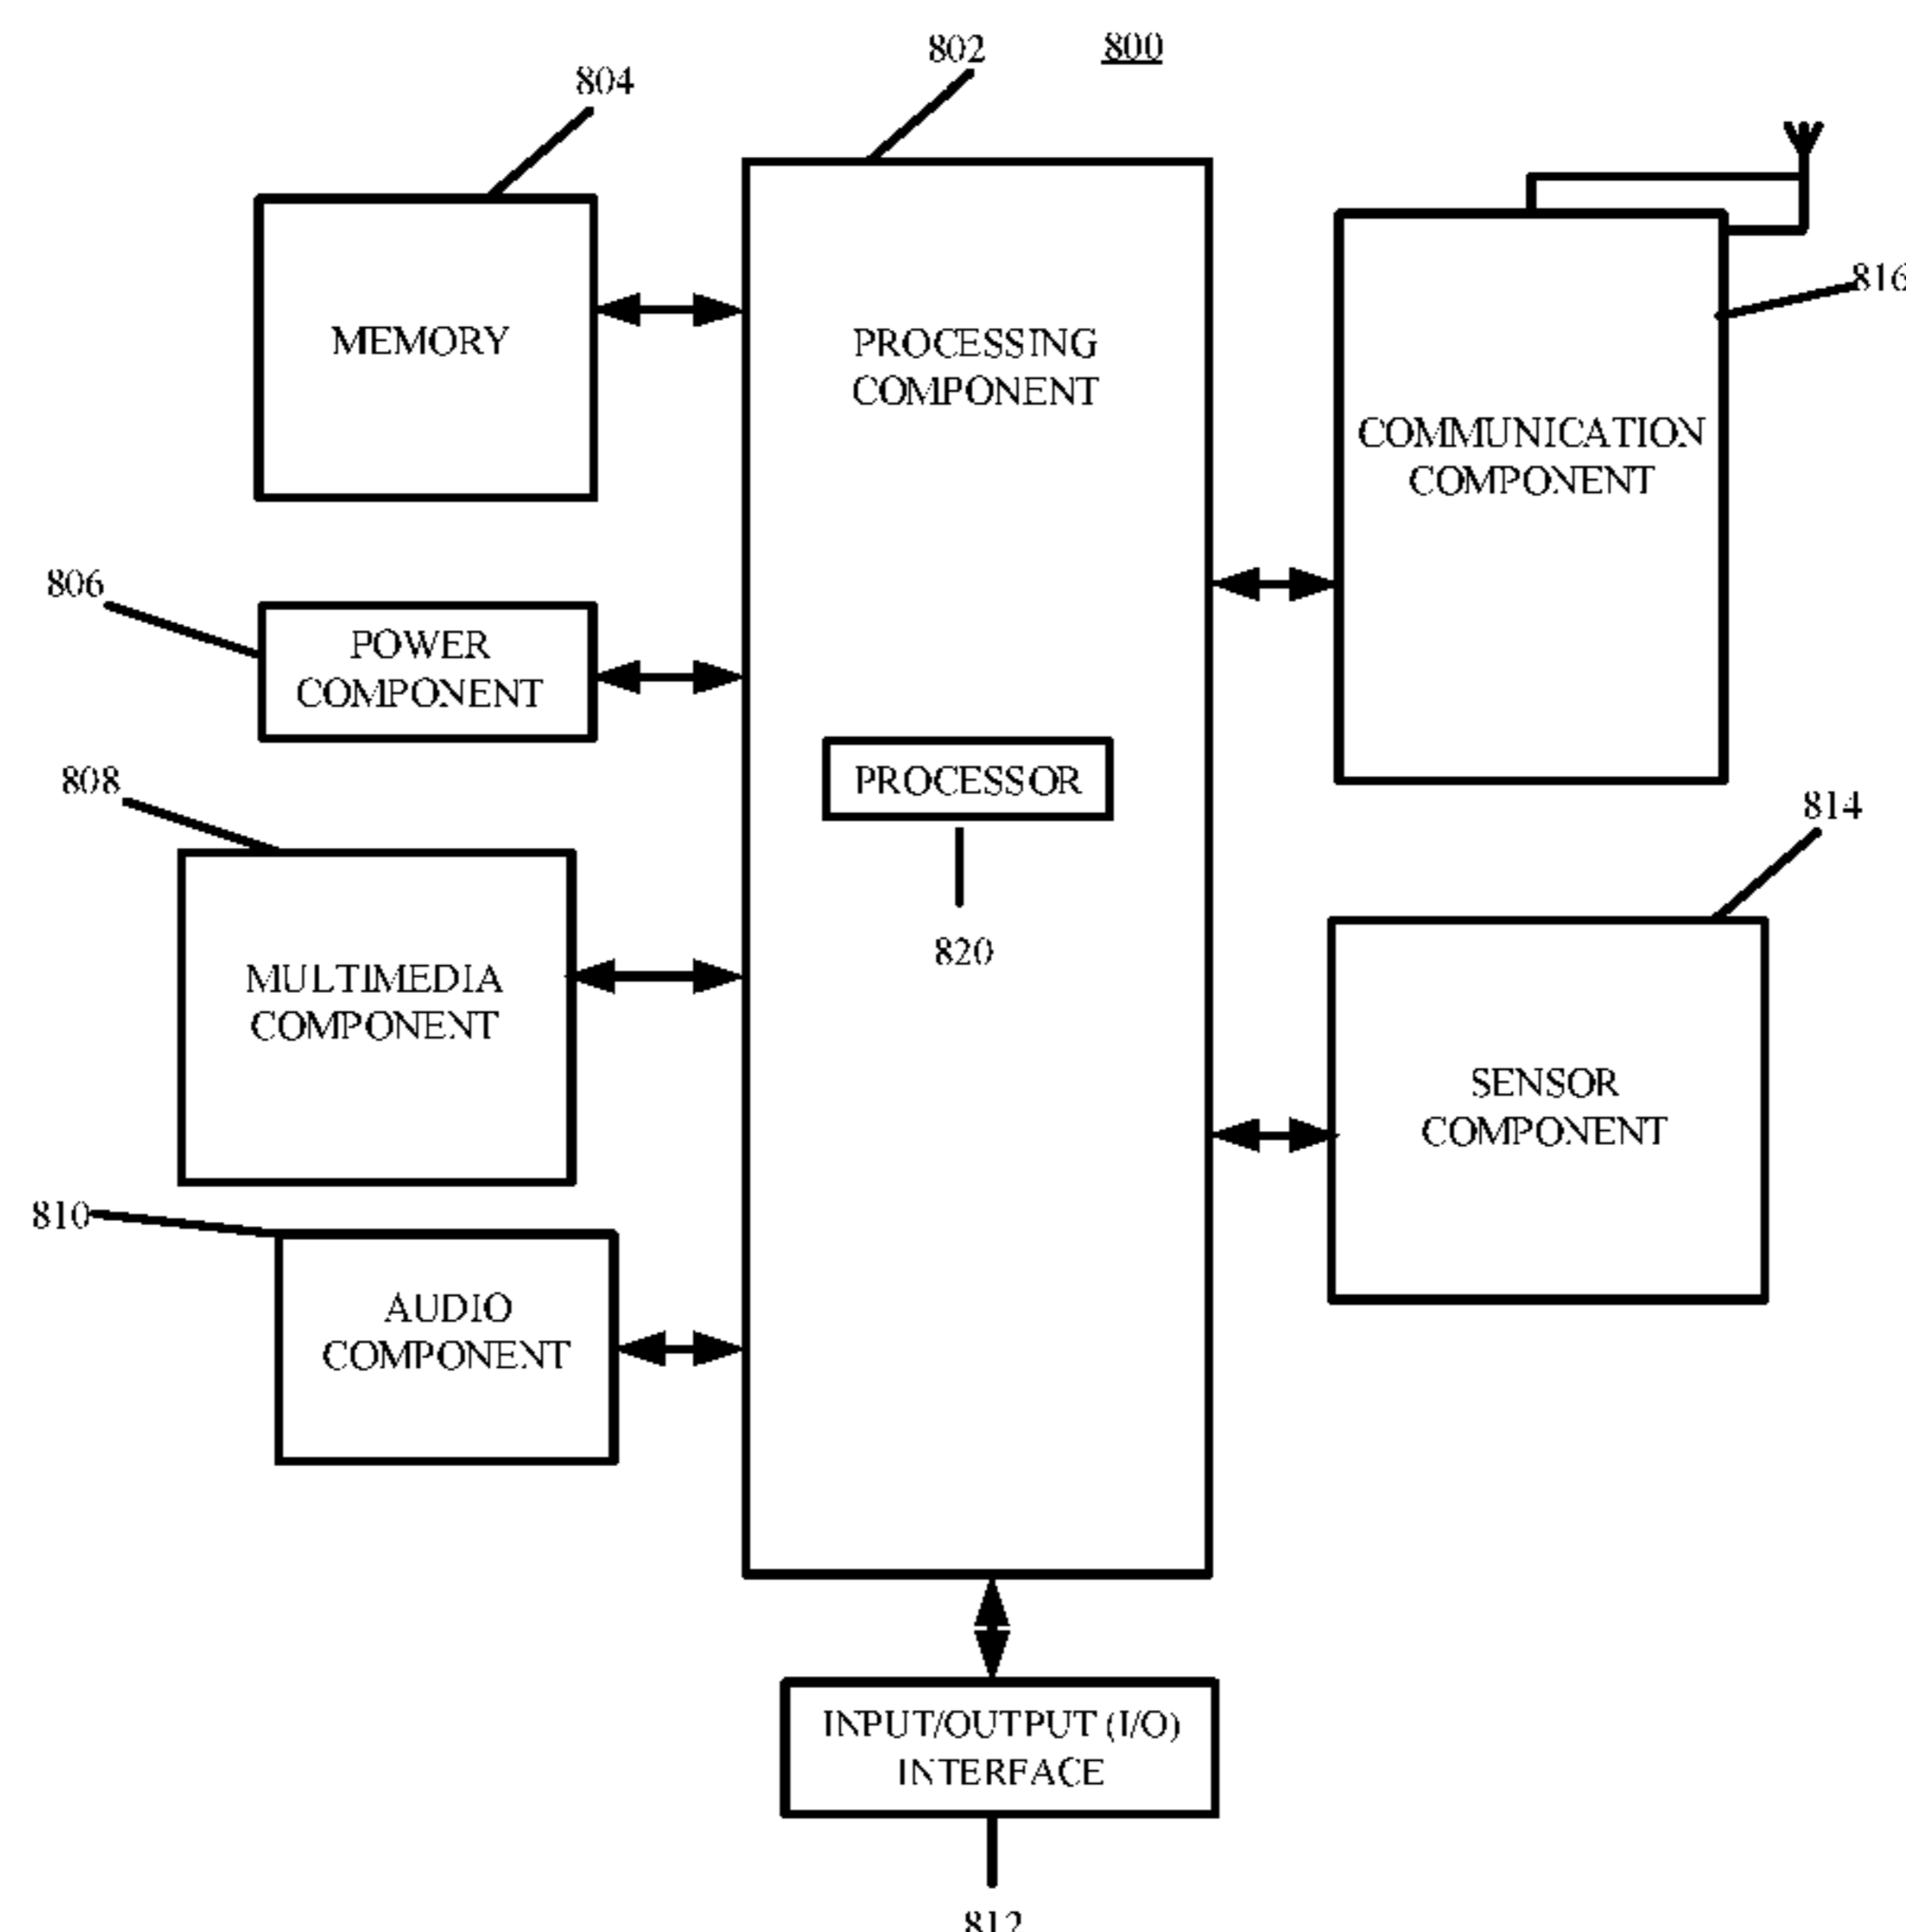 802
800
804
816
MEMORY
PROCESSING
COMPONENT
COMMUNICATION
COMPONENT
806
POWER
COMPONENT
808
PROCESSOR
814
820
MULTIMEDIA
COMPONENT
SENSOR
COMPONENT
810
AUDIO
COMPONENT
INPUT/OUTPUT (I/O)
INTERFACE
812